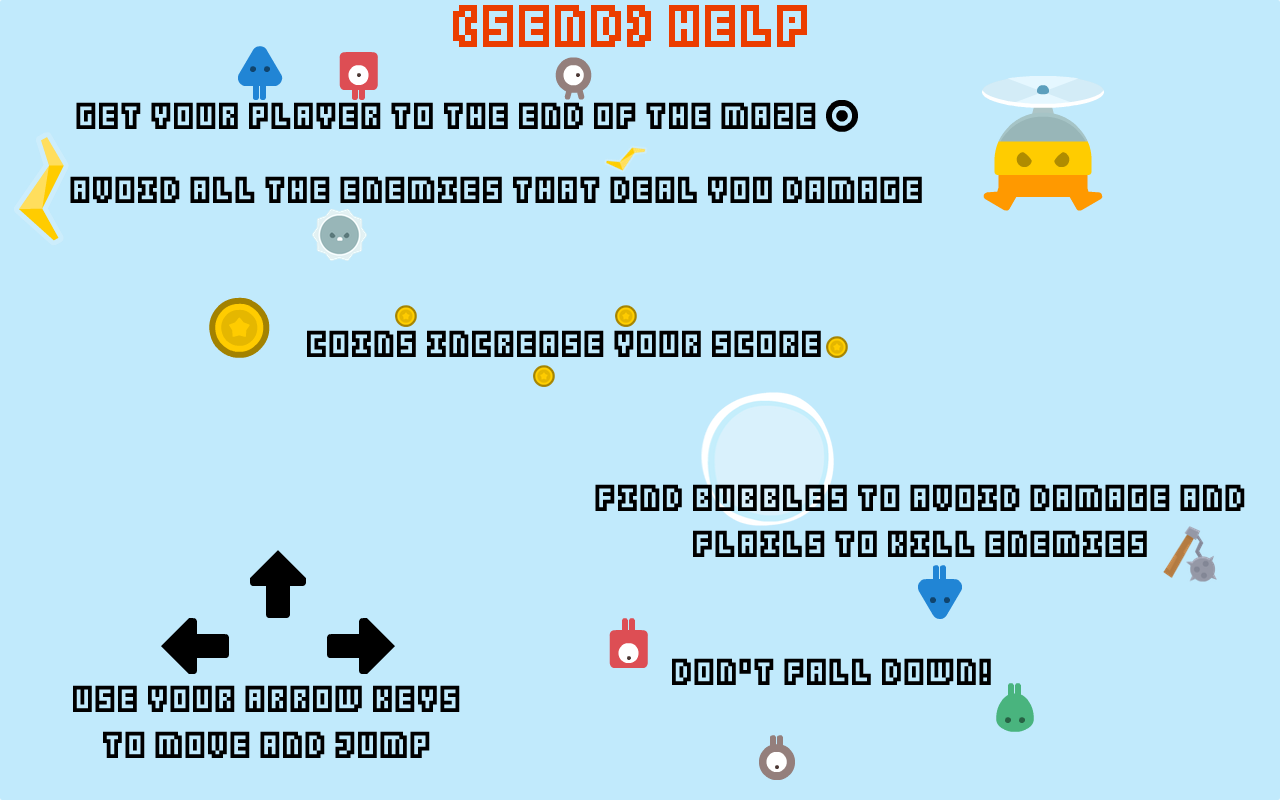 (SEND) HELP
GET YOUR PLAYER TO THE END OF THE MAZE
AVOID ALL THE ENEMIES THAT DEAL YOU DAMAGE
COINS INCREASE YOUR SCORE
FIND BUBBLES TO AVOID DAMAGE AND
FLAILS TO KILL ENEMIES
DON'T FALL DOWN!
USE YOUR ARROW KEYS
TO MOVE AND JUMP